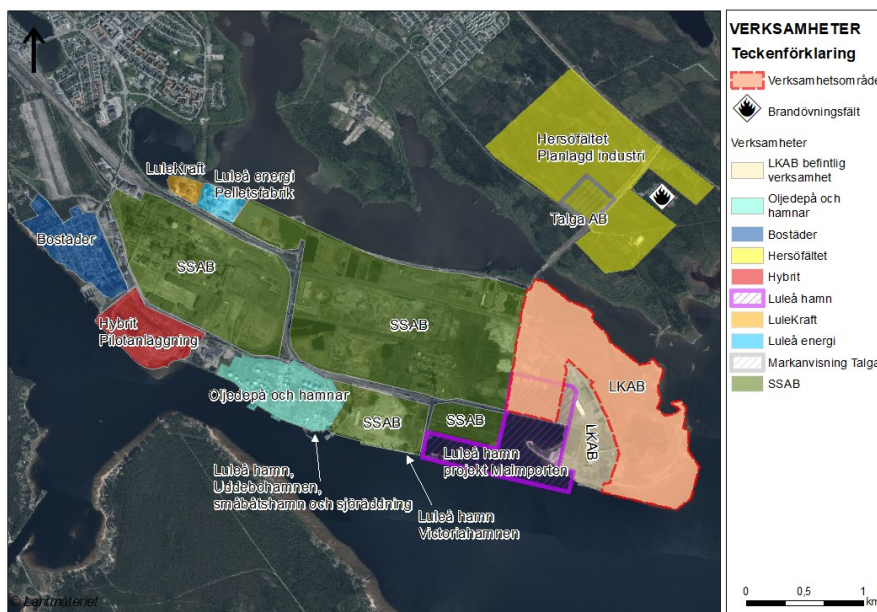 LuleKraft
Luleå energi
Pelletsfabrik
Hersöfältet
Planlagd industri
Talga AB
Bostäder
SSAB
SSAB
Hybrit
Pilotanläggning
Oljedepå och hamnar
SSAB
SSAB
LKAB
LKAB
Luleå hamn
projekt Malmporten
Luleå hamn,
Uddebohamnen,
småbåtshamn och sjöräddning
Luleå hamn
Victoriahamnen
© Lantmäteriet
VERKSAMHETER
Teckenförklaring
Verksamhetsområde
Brandövningsfält
Verksamheter
LKAB befintlig
verksamhet
Oljedepå och
hamnar
Bostäder
Hersöfältet
Hybrit
Luleå hamn
LuleKraft
Luleå energi
Markanvisning Talga
SSAB
0 0,5 1
km